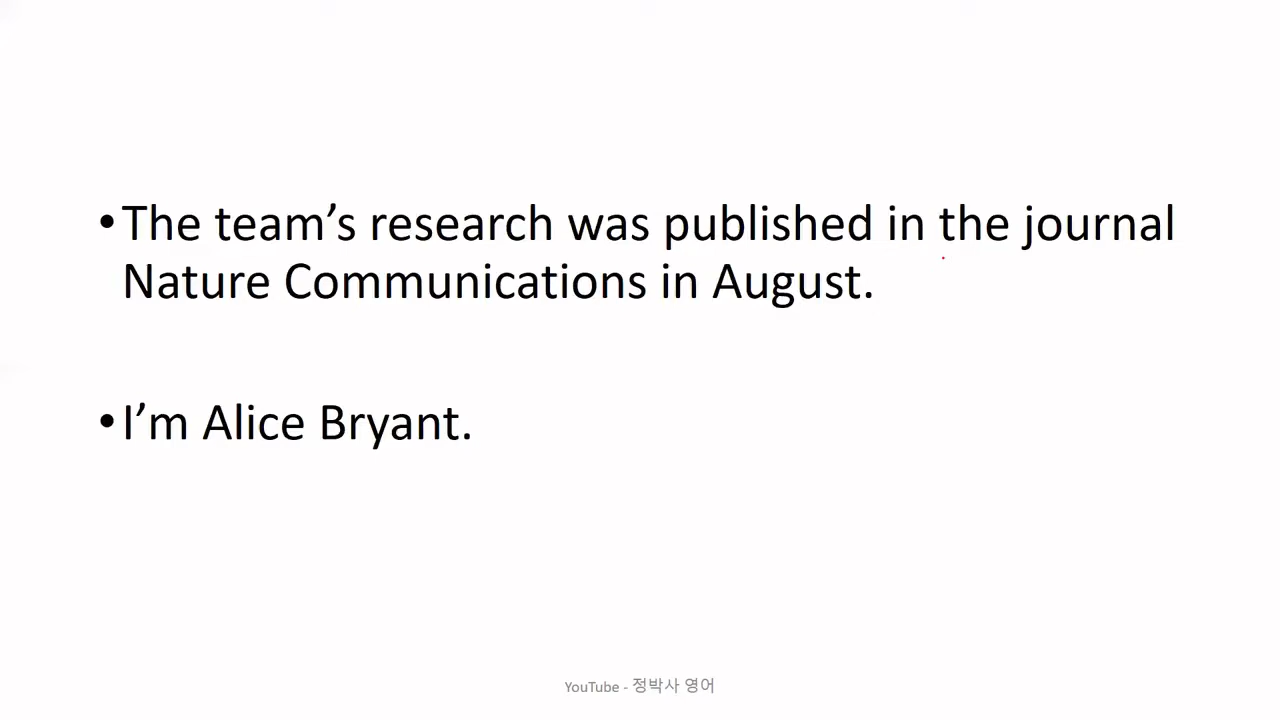 •The team’s research was published in the journal
Nature Communications in August.
•I’m Alice Bryant.
YouTube - 정박사 영어